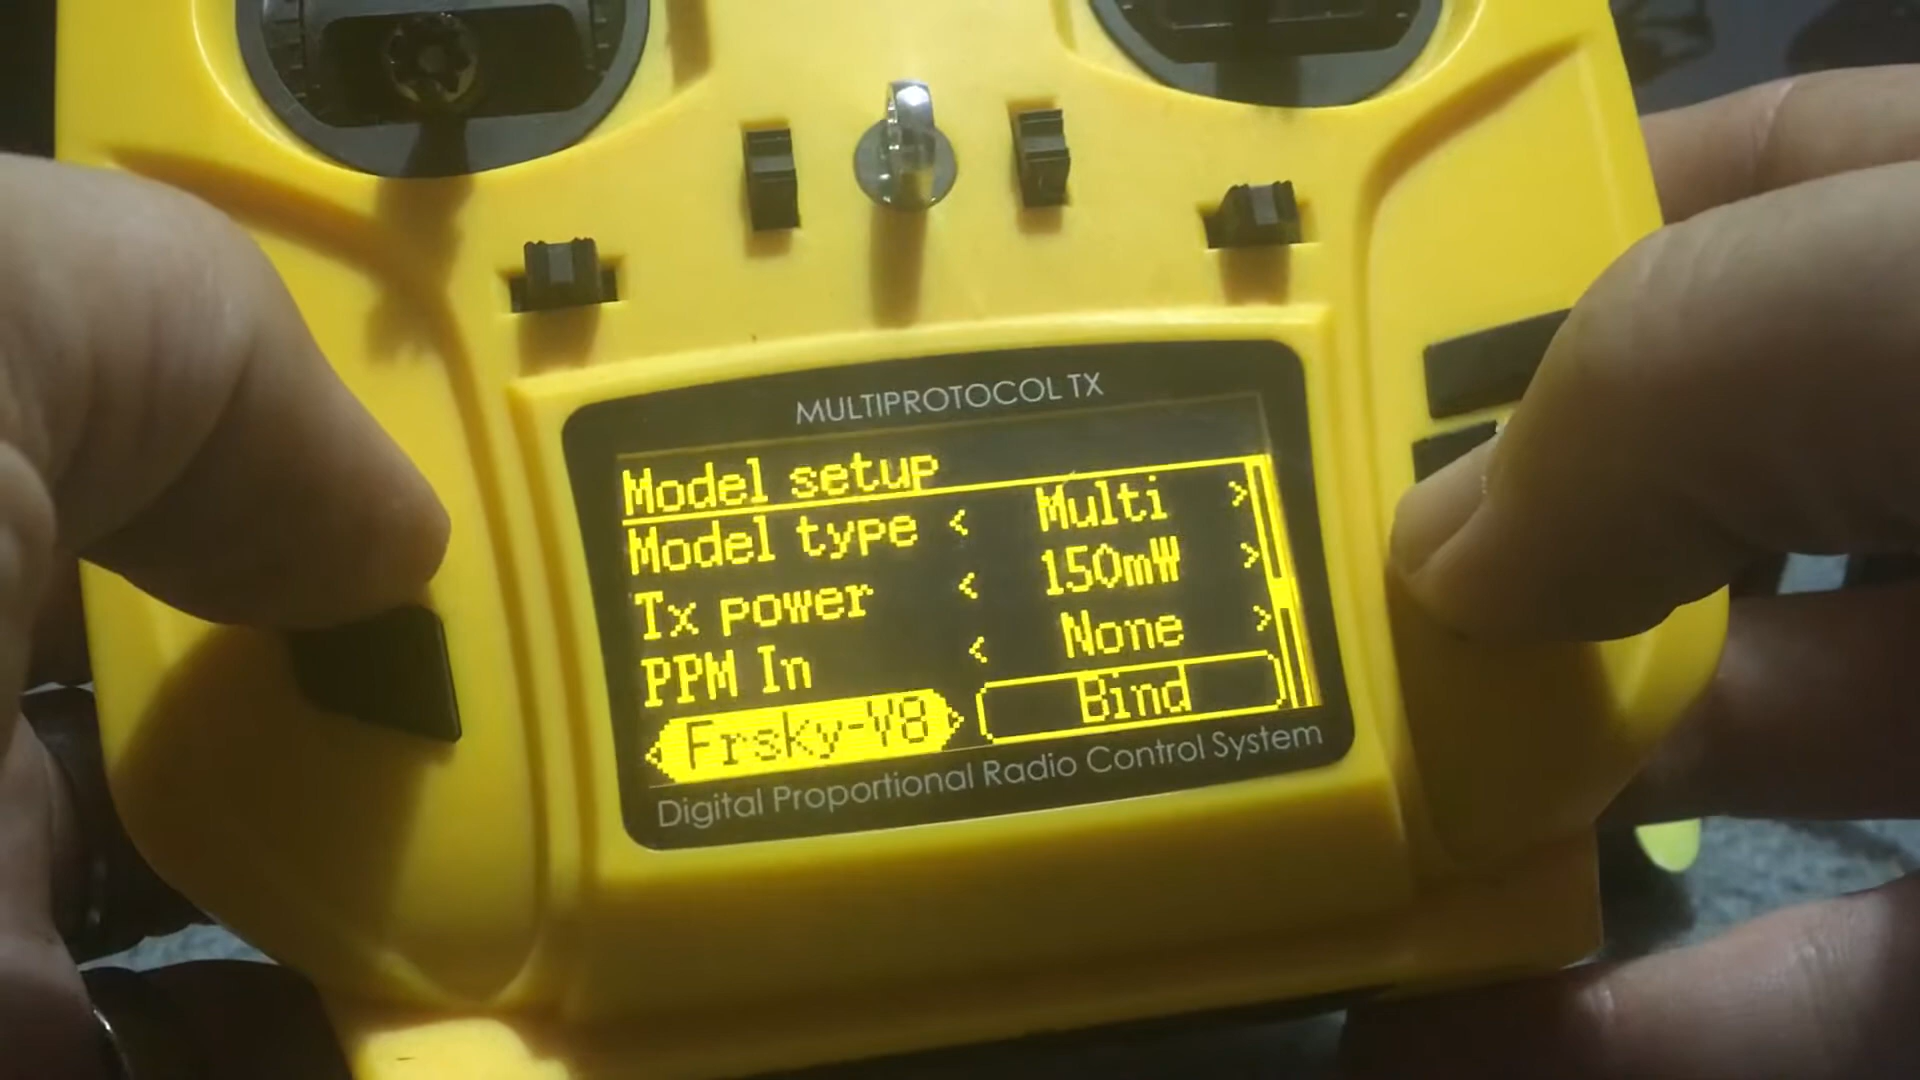 MULTIPROTOCOL TX
Model setup
Model type < Multi >
Tx power < 150mW >
PPM In < None >
<Frsky-V8> Bind
Digital Proportional Radio Control System